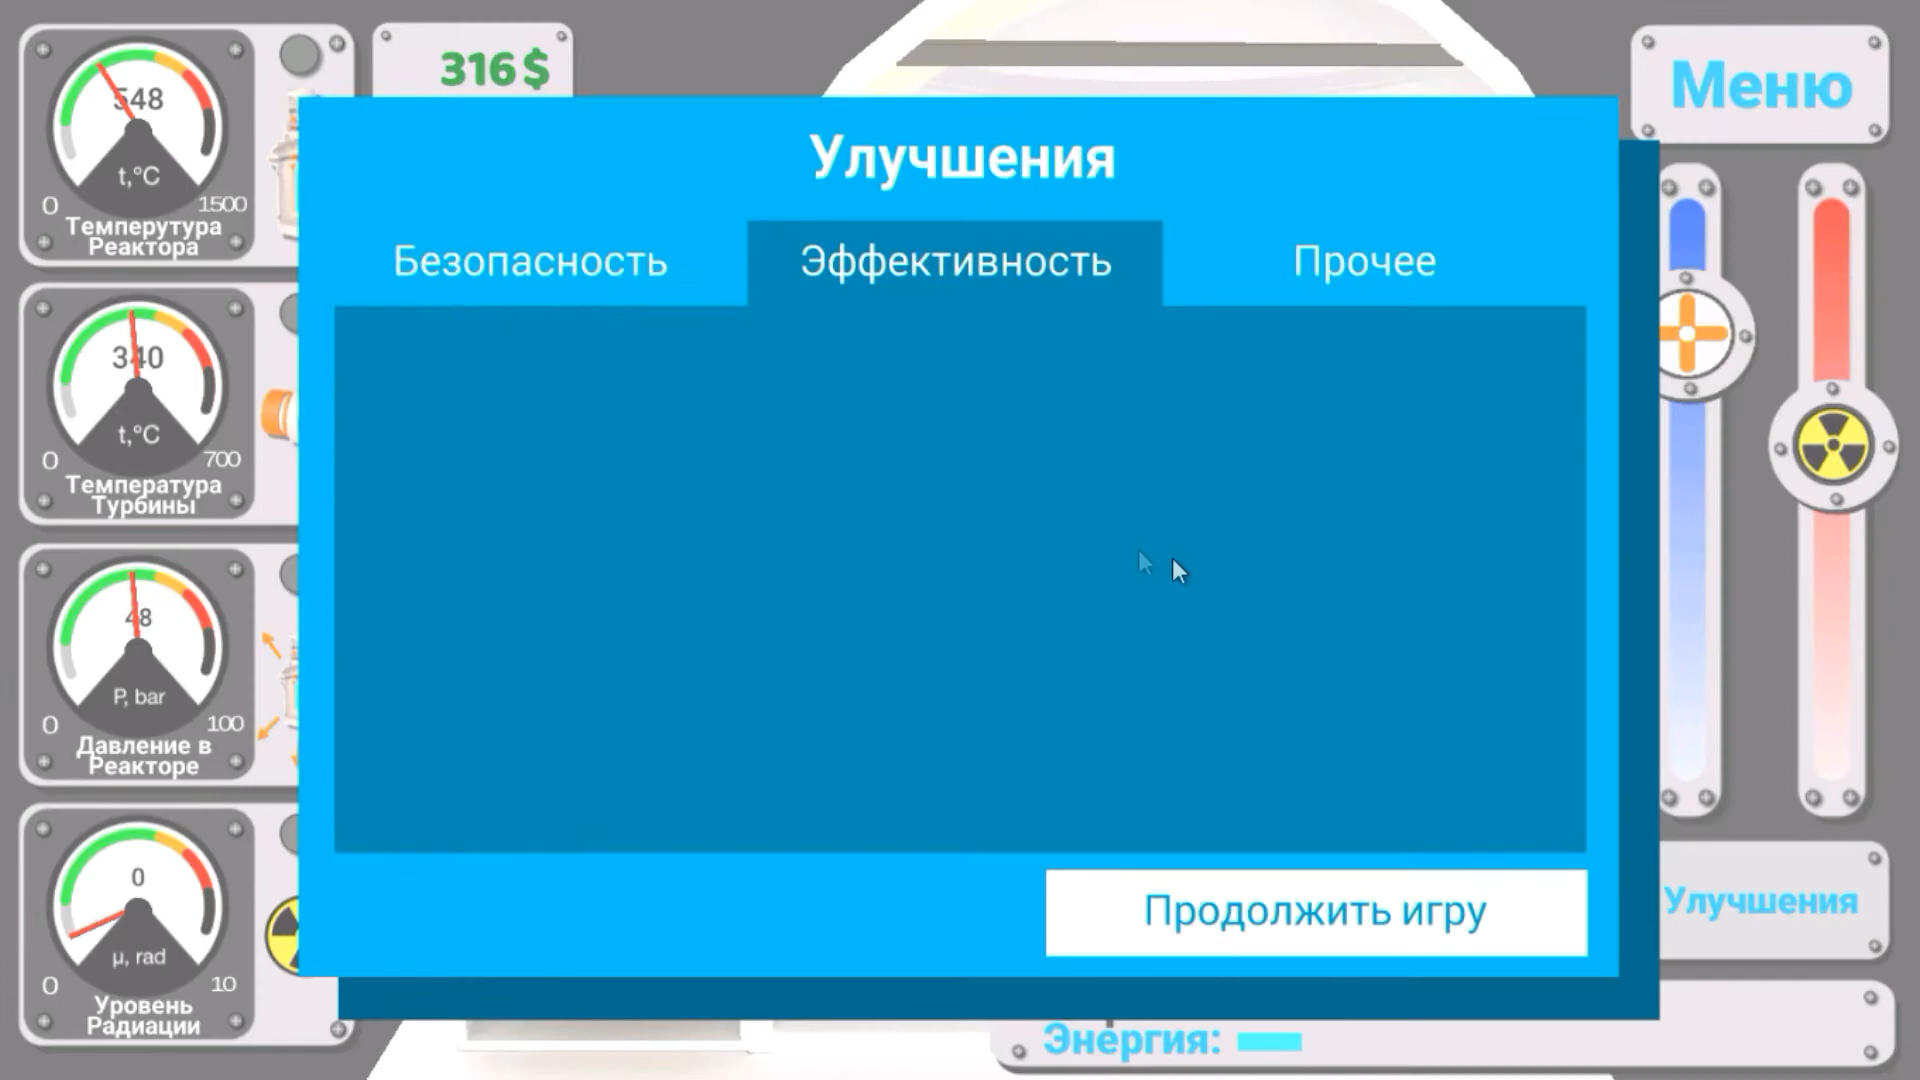 548
t,°C
0
1500
Темперутура
Реактора
340
t,°C
0
700
Температура
Турбины
48
P, bar
0
100
Давление в
Реакторе
0
µ, rad
0
10
Уровень
Радиации
316$
Улучшения
Безопасность
Эффективность
Прочее
Продолжить игру
Меню
Улучшения
Энергия: